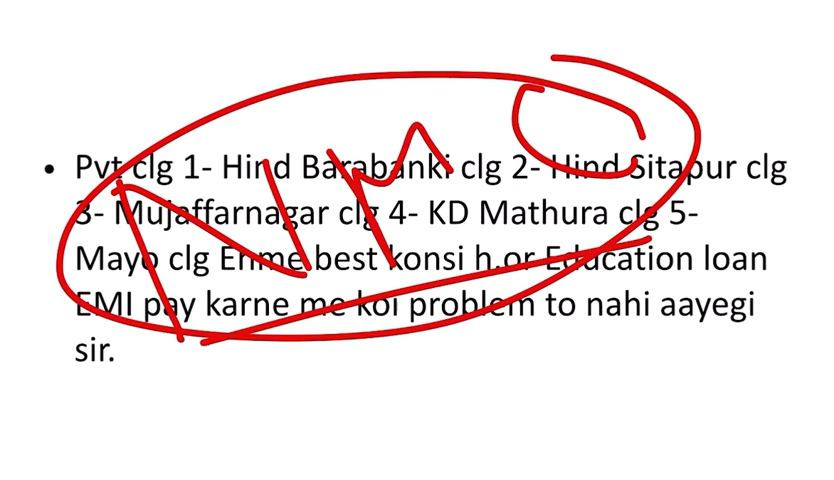 • Pvt clg 1- Hind Barabanki clg 2- Hind Sitapur clg
3- Mujaffarnagar clg 4- KD Mathura clg 5-
Mayo clg Enme best konsi h.or Education loan
EMI pay karne me koi problem to nahi aayegi
sir.